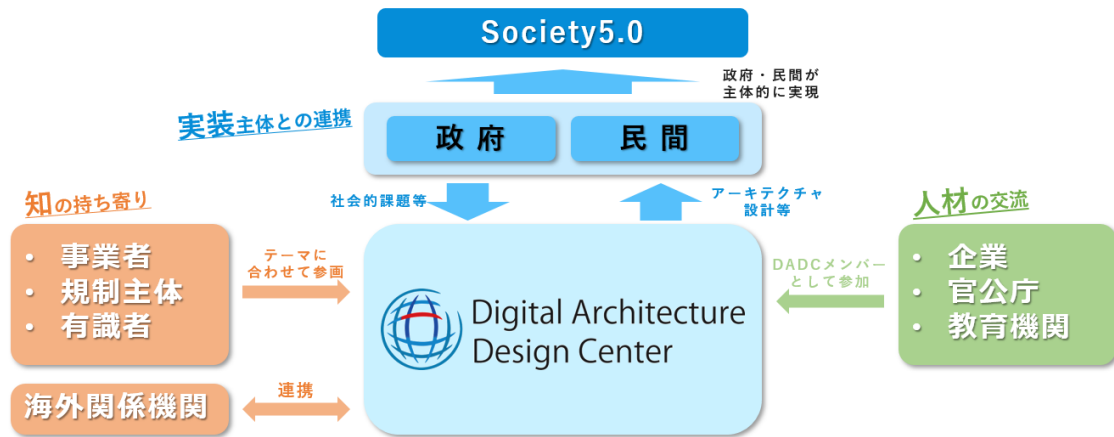 Society5.0
政府・民間が
主体的に実現
実装主体との連携
政府
民間
社会的課題等
アーキテクチャ
設計等
知の持ち寄り
・ 事業者
・ 規制主体
・ 有識者
テーマに
合わせて参画
Digital Architecture
Design Center
DADCメンバー
として参加
人材の交流
・ 企業
・ 官公庁
・ 教育機関
海外関係機関
連携